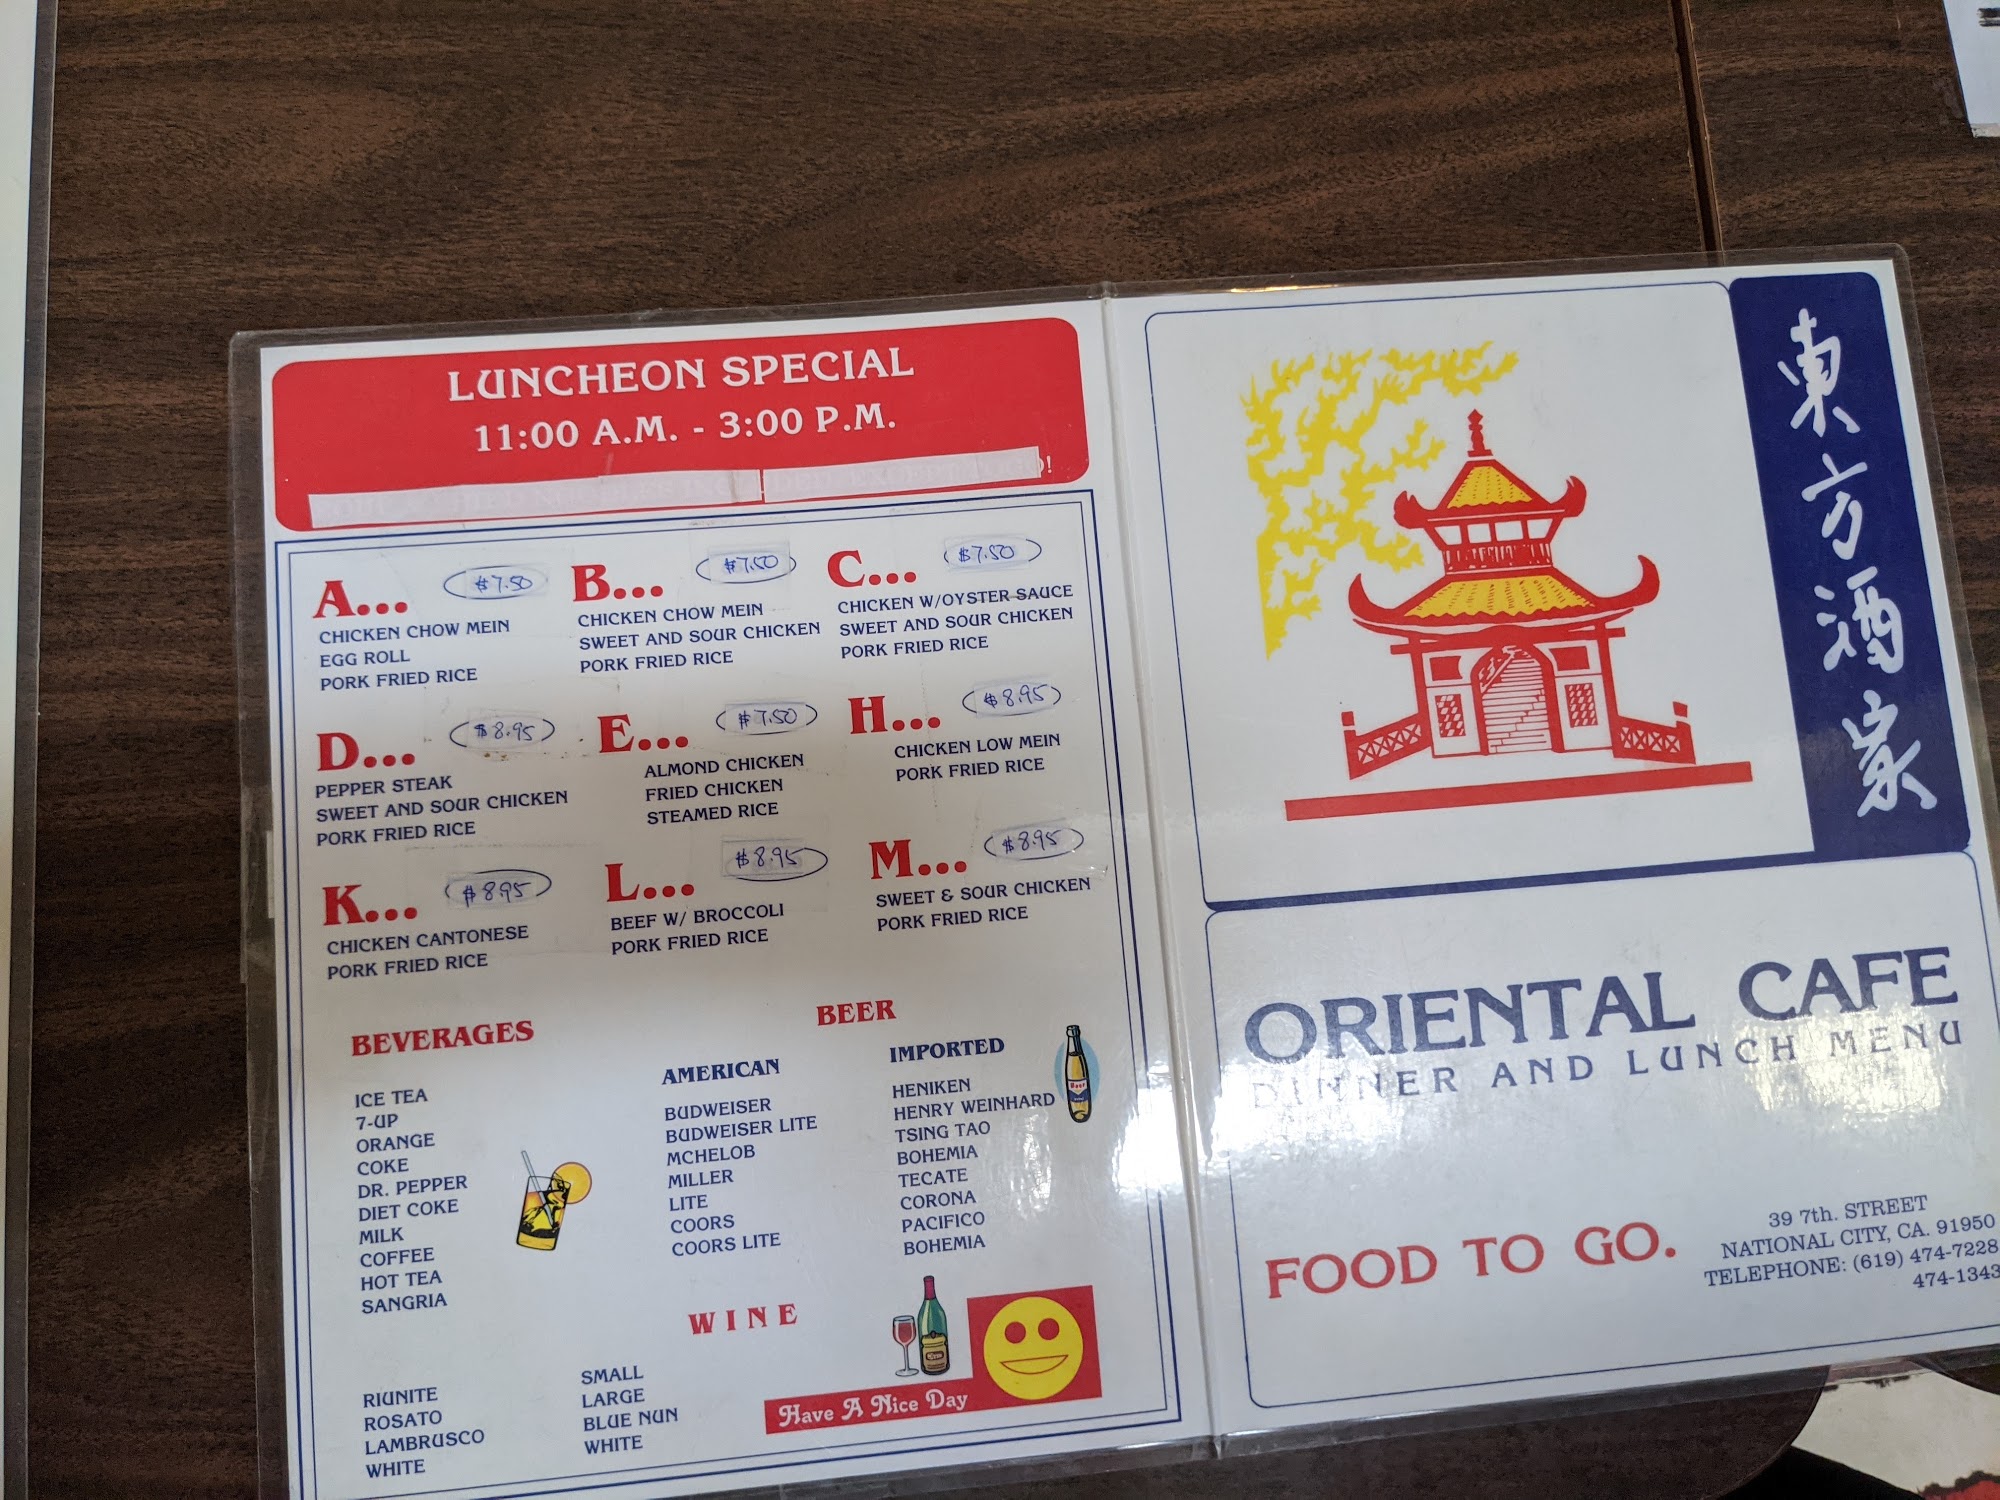 LUNCHEON SPECIAL
11:00 A.M. - 3:00 P.M.
A... $7.50
CHICKEN CHOW MEIN
EGG ROLL
PORK FRIED RICE
B... $7.50
CHICKEN CHOW MEIN
SWEET AND SOUR CHICKEN
PORK FRIED RICE
C... $7.50
CHICKEN W/OYSTER SAUCE
SWEET AND SOUR CHICKEN
PORK FRIED RICE
D... $8.95
PEPPER STEAK
SWEET AND SOUR CHICKEN
PORK FRIED RICE
E... $7.50
ALMOND CHICKEN
FRIED CHICKEN
STEAMED RICE
H... $8.95
CHICKEN LOW MEIN
PORK FRIED RICE
K... $8.95
CHICKEN CANTONESE
PORK FRIED RICE
L... $8.95
BEEF W/ BROCCOLI
PORK FRIED RICE
M... $8.95
SWEET & SOUR CHICKEN
PORK FRIED RICE
BEVERAGES
ICE TEA
7-UP
ORANGE
COKE
DR. PEPPER
DIET COKE
MILK
COFFEE
HOT TEA
SANGRIA
BEER
AMERICAN
BUDWEISER
BUDWEISER LITE
MCHELOB
MILLER
LITE
COORS
COORS LITE
IMPORTED
HENIKEN
HENRY WEINHARD
TSING TAO
BOHEMIA
TECATE
CORONA
PACIFICO
BOHEMIA
Beer
WINE
RIUNITE
ROSATO
LAMBRUSCO
WHITE
SMALL
LARGE
BLUE NUN
WHITE
Have A Nice Day
東方酒家
ORIENTAL CAFE
DINNER AND LUNCH MENU
FOOD TO GO.
39 7th. STREET
NATIONAL CITY, CA. 91950
TELEPHONE: (619) 474-7228
474-1343